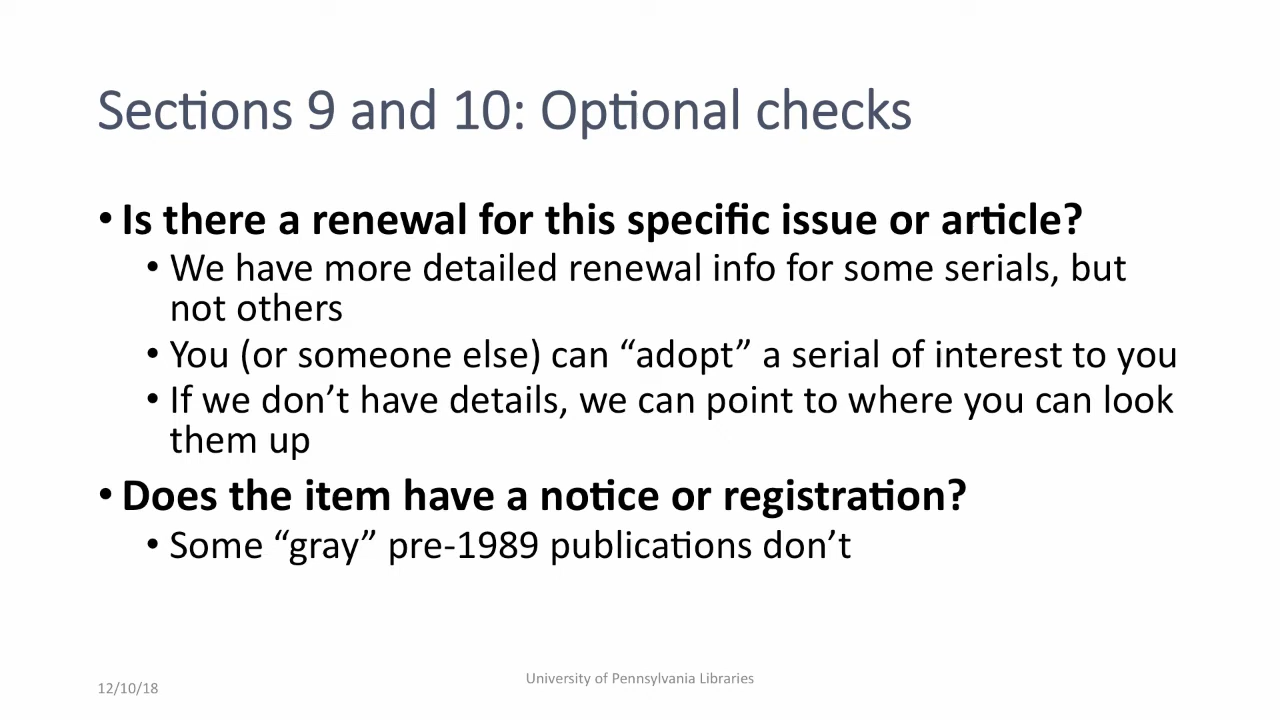 Sections 9 and 10: Optional checks
• Is there a renewal for this specific issue or article?
• We have more detailed renewal info for some serials, but
not others
• You (or someone else) can “adopt” a serial of interest to you
• If we don’t have details, we can point to where you can look
them up
• Does the item have a notice or registration?
• Some “gray” pre-1989 publications don’t
12/10/18
University of Pennsylvania Libraries